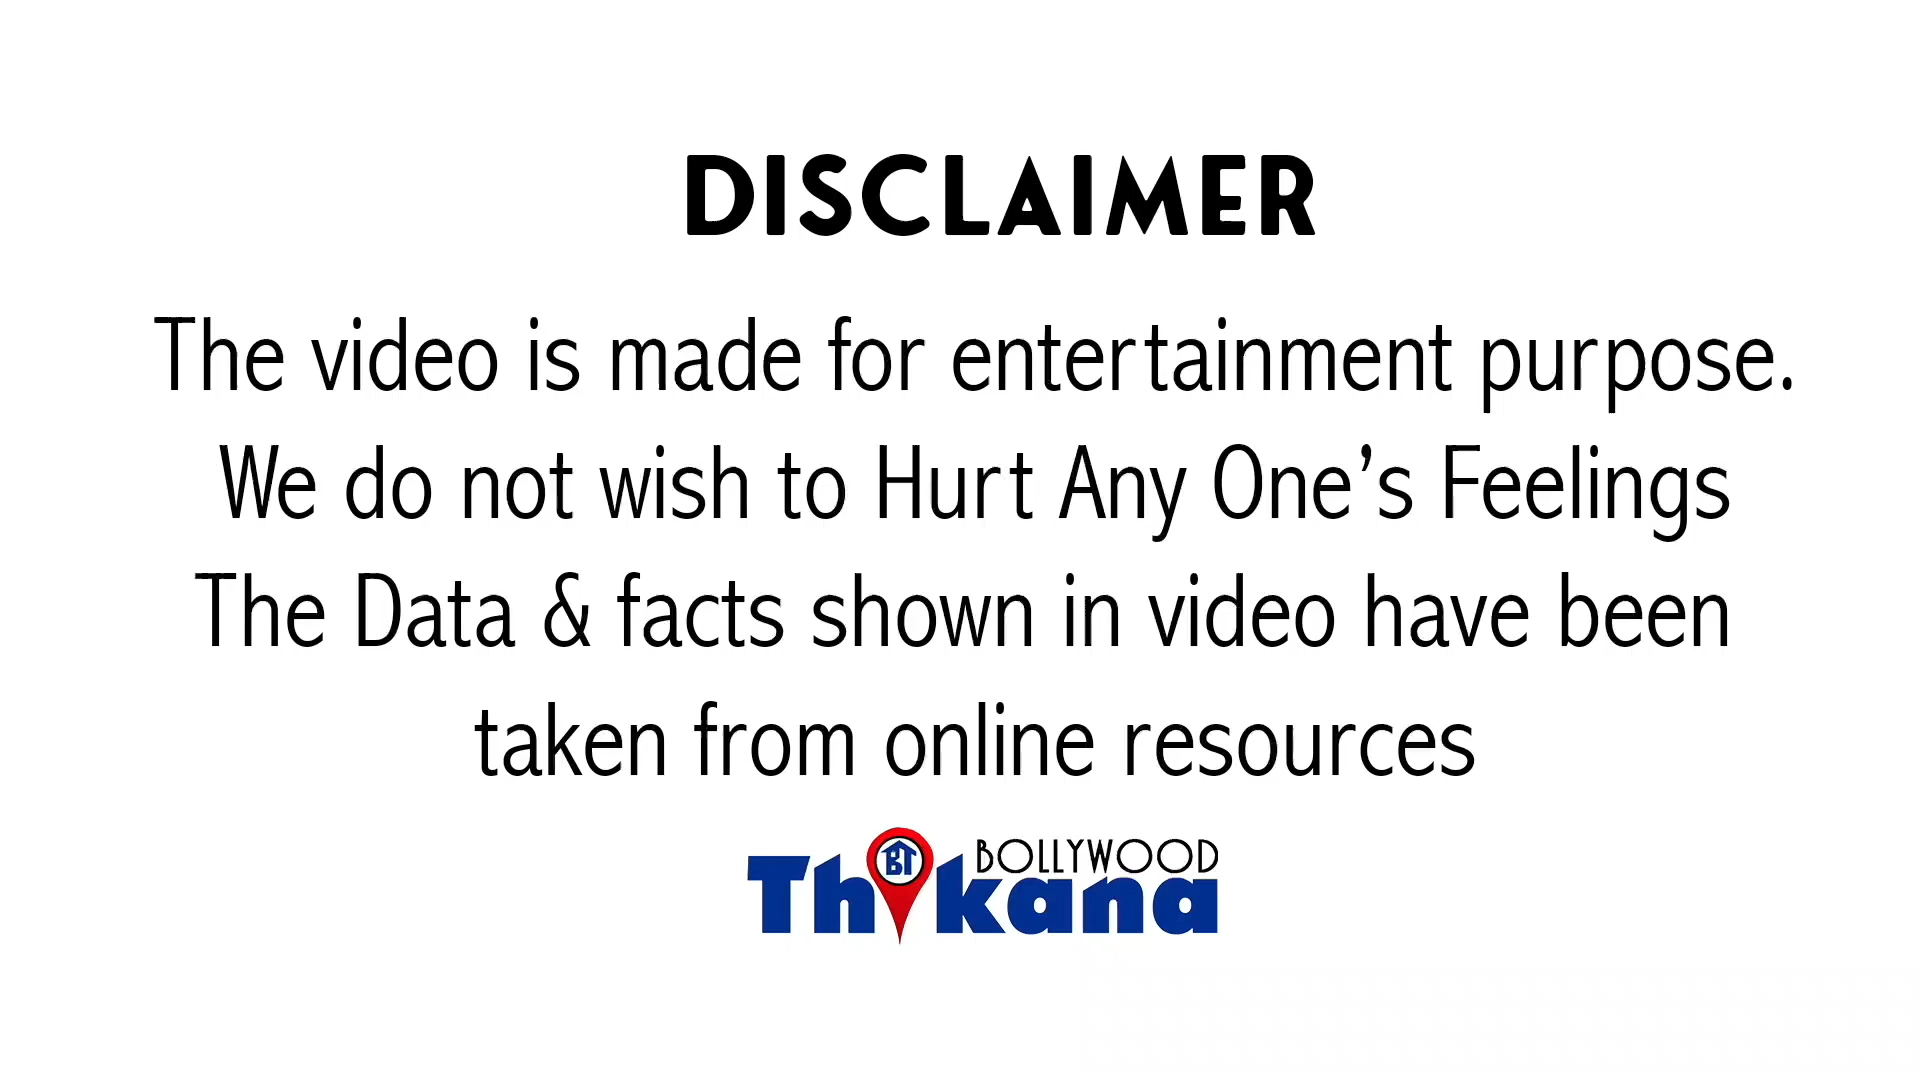 DISCLAIMER
The video is made for entertainment purpose.
We do not wish to Hurt Any One’s Feelings
The Data & facts shown in video have been
taken from online resources
BT
BOLLYWOOD
Thikana